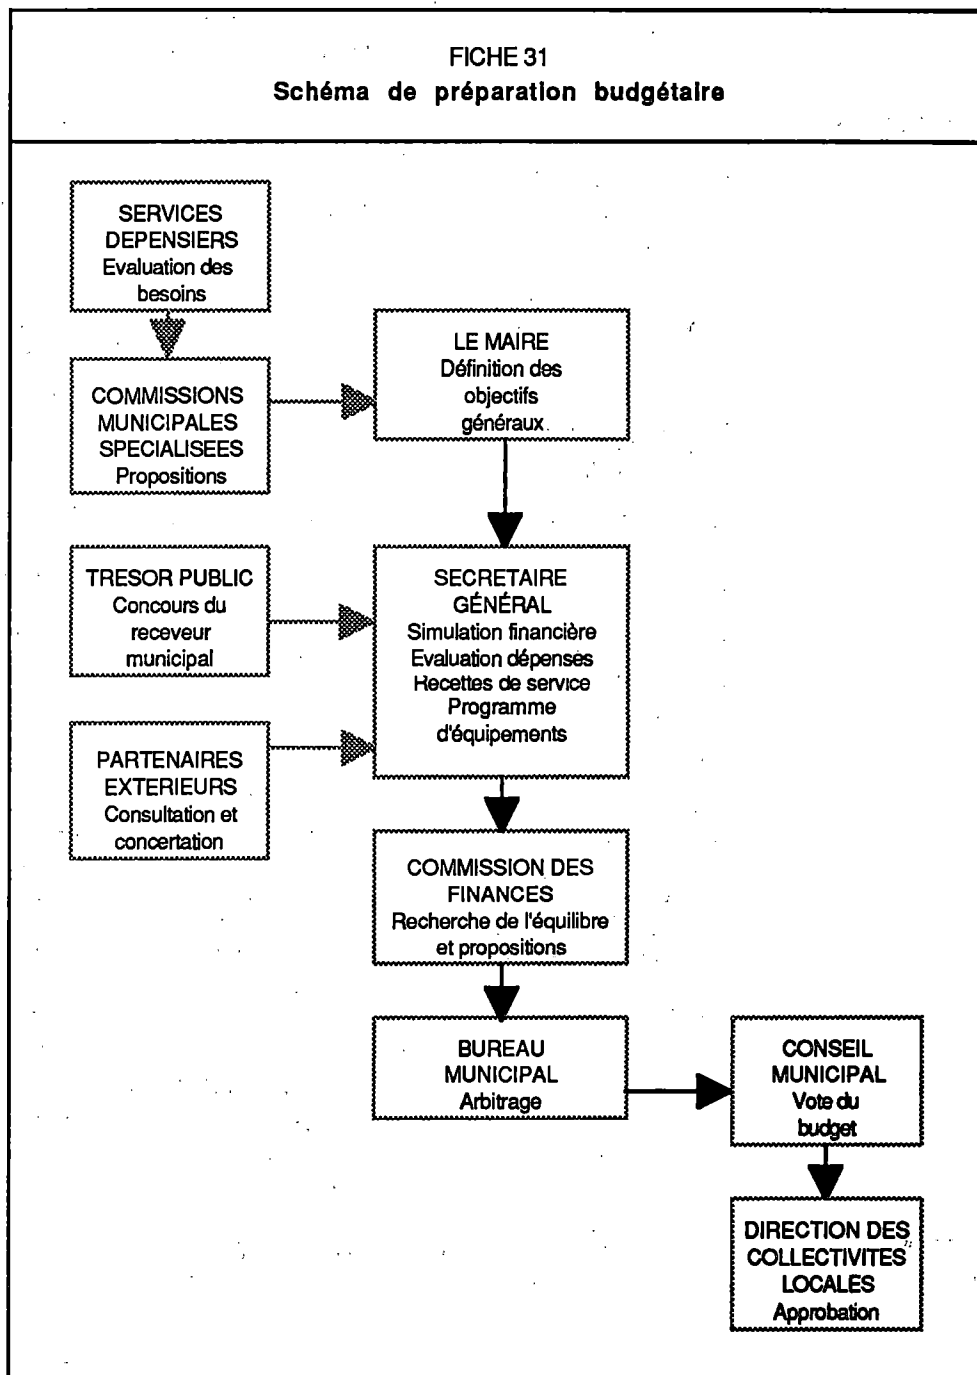 FICHE 31
Schéma de préparation budgétaire
SERVICES
DEPENSIERS
Evaluation des
besoins
COMMISSIONS
MUNICIPALES
SPECIALISEES
Propositions
LE MAIRE
Définition des
objectifs
généraux
TRESOR PUBLIC
Concours du
receveur
municipal
SECRETAIRE
GÉNÉRAL
Simulation financière
Evaluation dépenses
Recettes de service
Programme
d'équipements
PARTENAIRES
EXTERIEURS
Consultation et
concertation
COMMISSION DES
FINANCES
Recherche de l'équilibre
et propositions
BUREAU
MUNICIPAL
Arbitrage
CONSEIL
MUNICIPAL
Vote du
budget
DIRECTION DES
COLLECTIVITES
LOCALES
Approbation